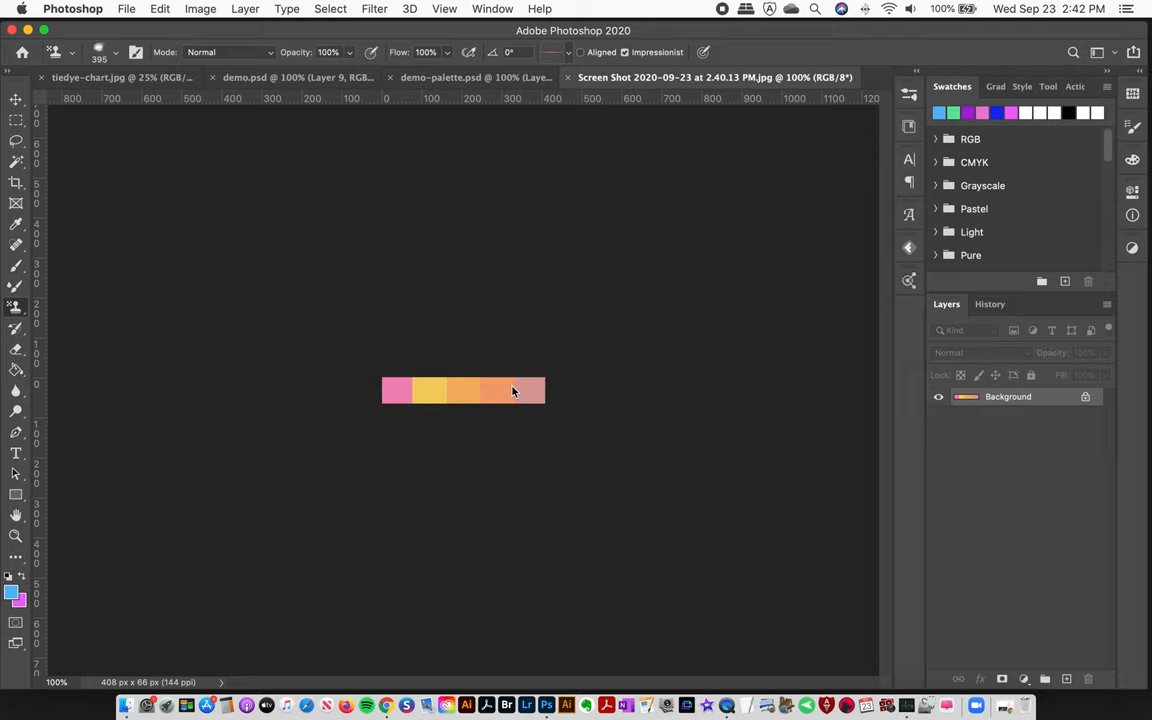 Photoshop File Edit Image Layer Type Select Filter 3D View Window Help 100% Wed Sep 23 2:42 PM
Adobe Photoshop 2020
395 Mode: Normal Opacity: 100% Flow: 100% 0° Aligned Impressionist
tiedye-chart.jpg @ 25% (RGB/... demo.psd @ 100% (Layer 9, RGB... demo-palette.psd @ 100% (Laye... Screen Shot 2020-09-23 at 2.40.13 PM.jpg @ 100% (RGB/8*)
Swatches Grad Style Tool Actic
800 700 600 500 400 300 200 100 0 100 200 300 400 500 600 700 800 900 1000 1100 120
RGB
CMYK
Grayscale
Pastel
Light
Pure
Layers History
Kind
Normal Opacity: 100%
Lock: Fill: 100%
Background
100% 408 px x 66 px (144 ppi)